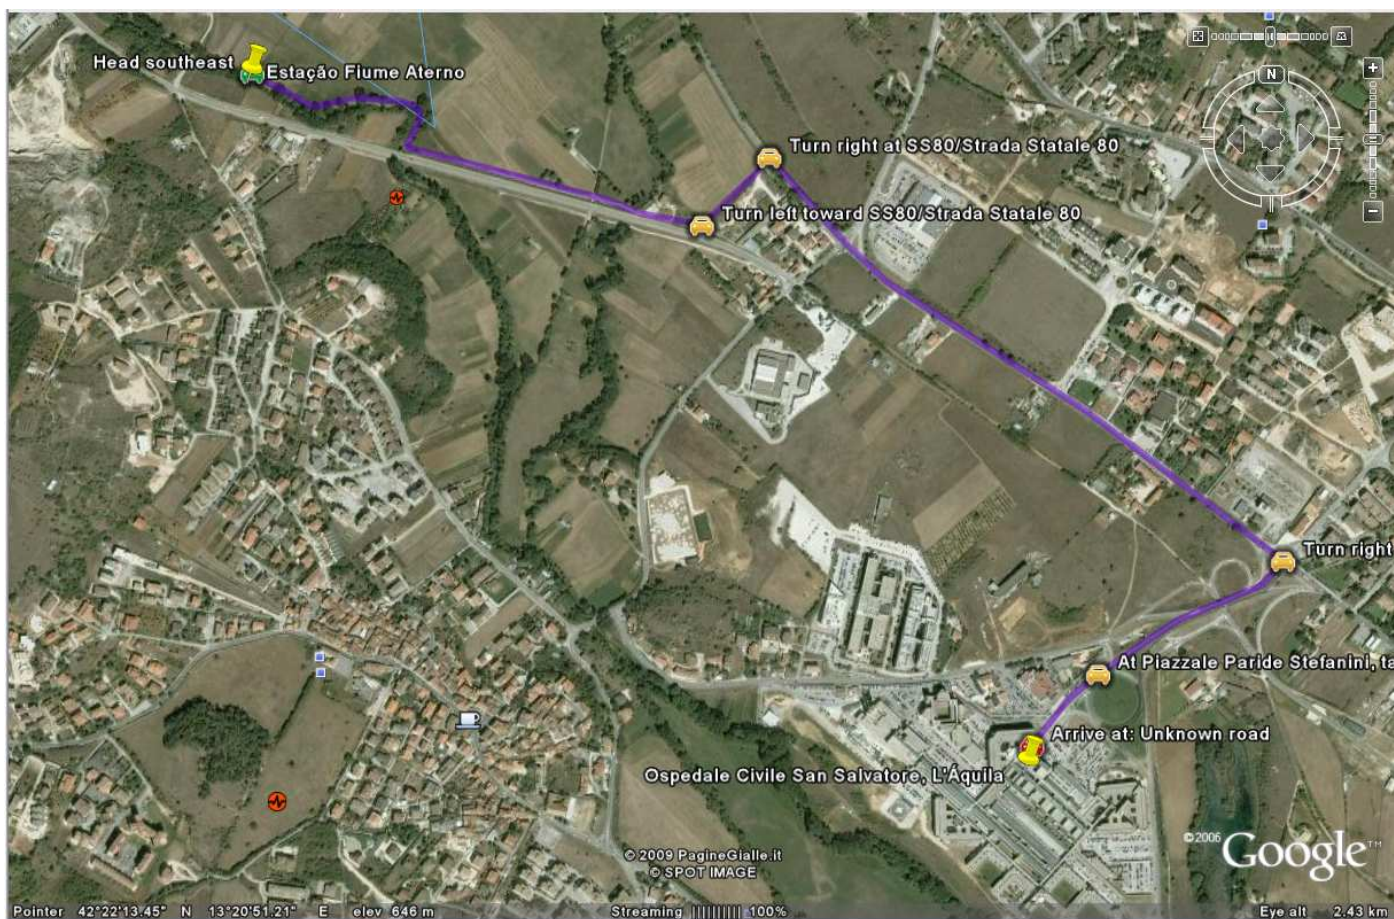 N
Head southeast
Estação Fiume Aterno
Turn right at SS80/Strada Statale 80
Turn left toward SS80/Strada Statale 80
Turn right
At Piazzale Paride Stefanini, ta
Arrive at: Unknown road
Ospedale Civile San Salvatore, L'Áquila
© 2009 PagineGialle.it
© SPOT IMAGE
©2006 Google™
Pointer 42°22'13.45" N 13°20'51.21" E elev 646 m Streaming |||||||||| 100% Eye alt 2.43 km